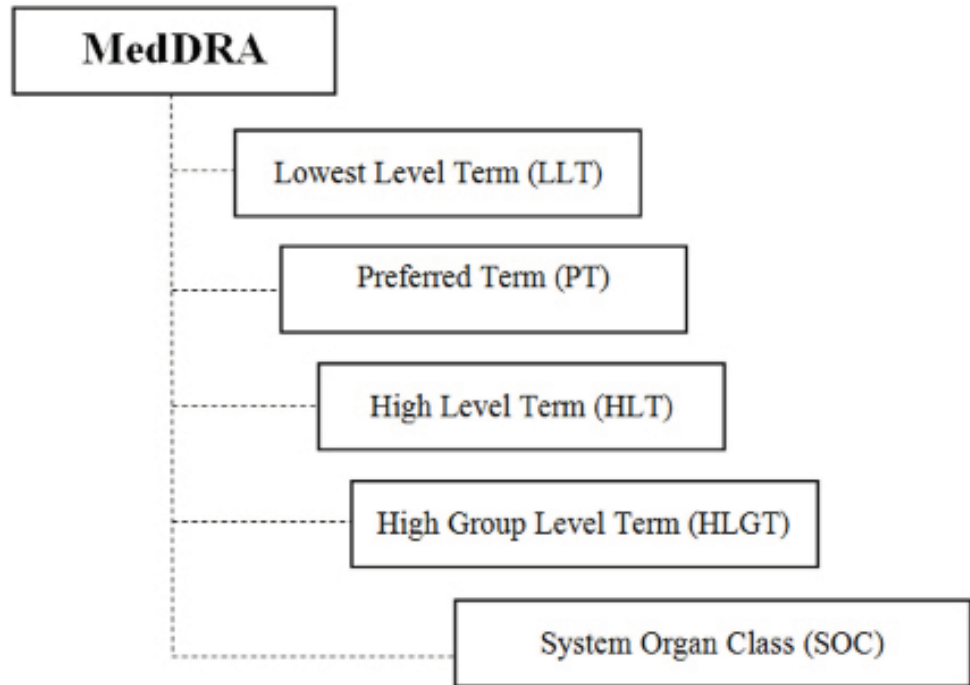 MedDRA
Lowest Level Term (LLT)
Preferred Term (PT)
High Level Term (HLT)
High Group Level Term (HLGT)
System Organ Class (SOC)